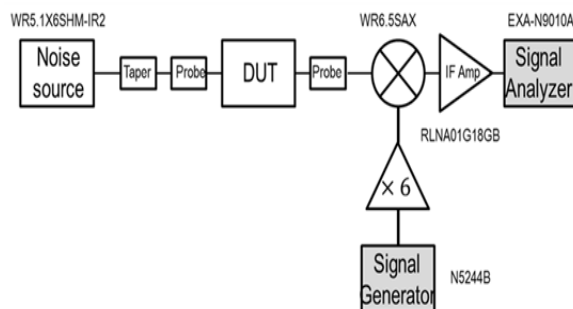 WR5.1X6SHM-IR2
WR6.5SAX
EXA-N9010A
Noise
source
Taper
Probe
DUT
Probe
IF Amp
Signal
Analyzer
RLNA01G18GB
× 6
Signal
Generator
N5244B